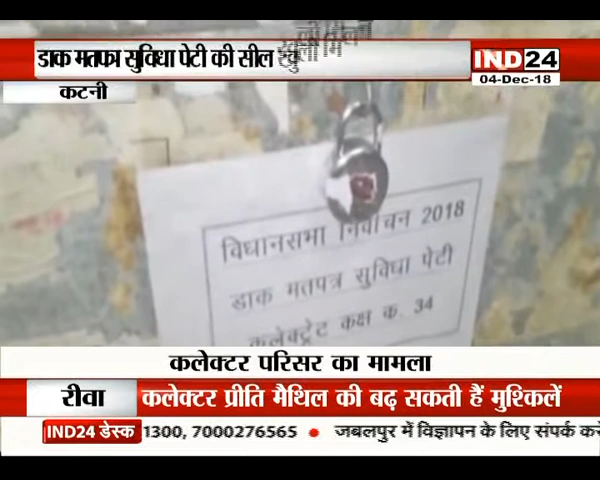 डाक मतपत्र सुविधा पेटी की सील
IND24
04-Dec-18
कटनी
विधानसभा निर्वाचन 2018
डाक मतपत्र सुविधा पेटी
कलेक्ट्रेट कक्ष क. 34
कलेक्टर परिसर का मामला
रीवा
कलेक्टर प्रीति मैथिल की बढ़ सकती हैं मुश्किलें
IND24 डेस्क 1300, 7000276565 • जबलपुर में विज्ञापन के लिए संपर्क करे